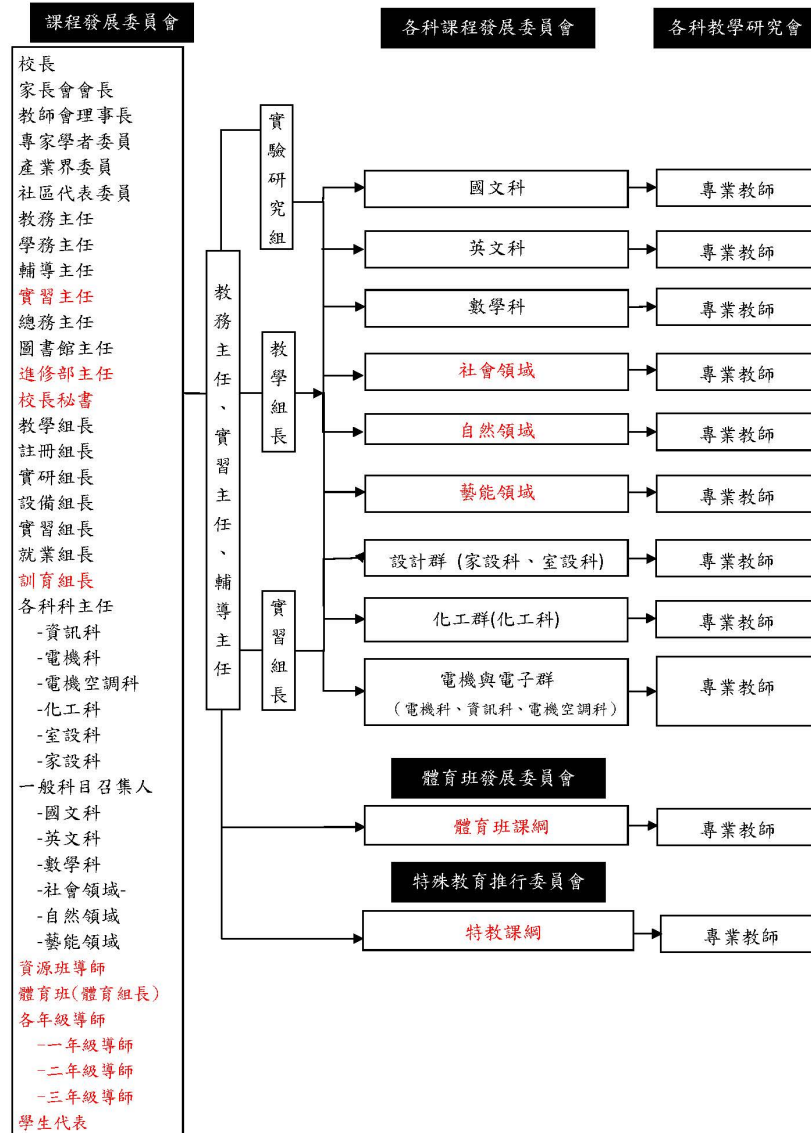 課程發展委員會
校長
家長會會長
教師會理事長
專家學者委員
產業界委員
社區代表委員
教務主任
學務主任
輔導主任
實習主任
總務主任
圖書館主任
進修部主任
校長秘書
教學組長
註冊組長
實研組長
設備組長
實習組長
就業組長
訓育組長
各科科主任
-資訊科
-電機科
-電機空調科
-化工科
-室設科
-家設科
一般科目召集人
-國文科
-英文科
-數學科
-社會領域-
-自然領域
-藝能領域
資源班導師
體育班(體育組長)
各年級導師
-一年級導師
-二年級導師
-三年級導師
學生代表
教務主任、實習主任、輔導主任
實驗研究組
教學組長
實習組長
各科課程發展委員會
各科教學研究會
國文科
專業教師
英文科
專業教師
數學科
專業教師
社會領域
專業教師
自然領域
專業教師
藝能領域
專業教師
設計群 (家設科、室設科)
專業教師
化工群(化工科)
專業教師
電機與電子群
(電機科、資訊科、電機空調科)
專業教師
體育班發展委員會
體育班課綱
專業教師
特殊教育推行委員會
特教課綱
專業教師